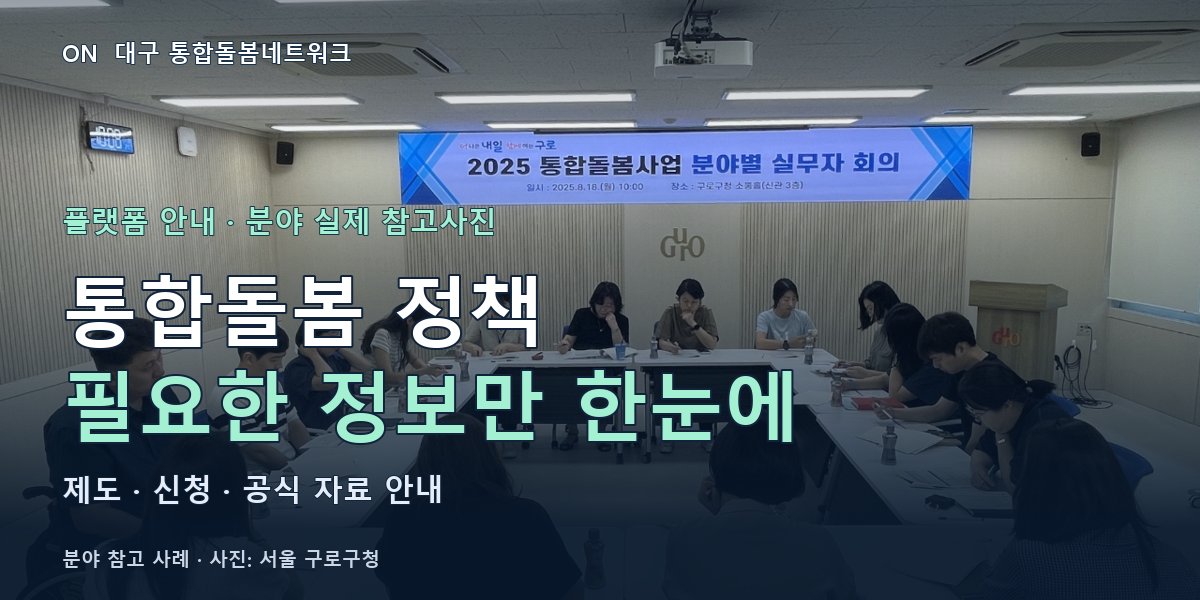 ON 대구 통합돌봄네트워크
10:09
내일 구로
2025 통합돌봄사업 분야별 실무자 회의
일시 : 2025.8.18.(월) 10:00 장소 : 구로구청 소통홀(신관 3층)
플랫폼 안내 · 분야 실제 참고사진
GUTO
통합돌봄 정책
필요한 정보만 한눈에
제도 · 신청 · 공식 자료 안내
분야 참고 사례 · 사진: 서울 구로구청